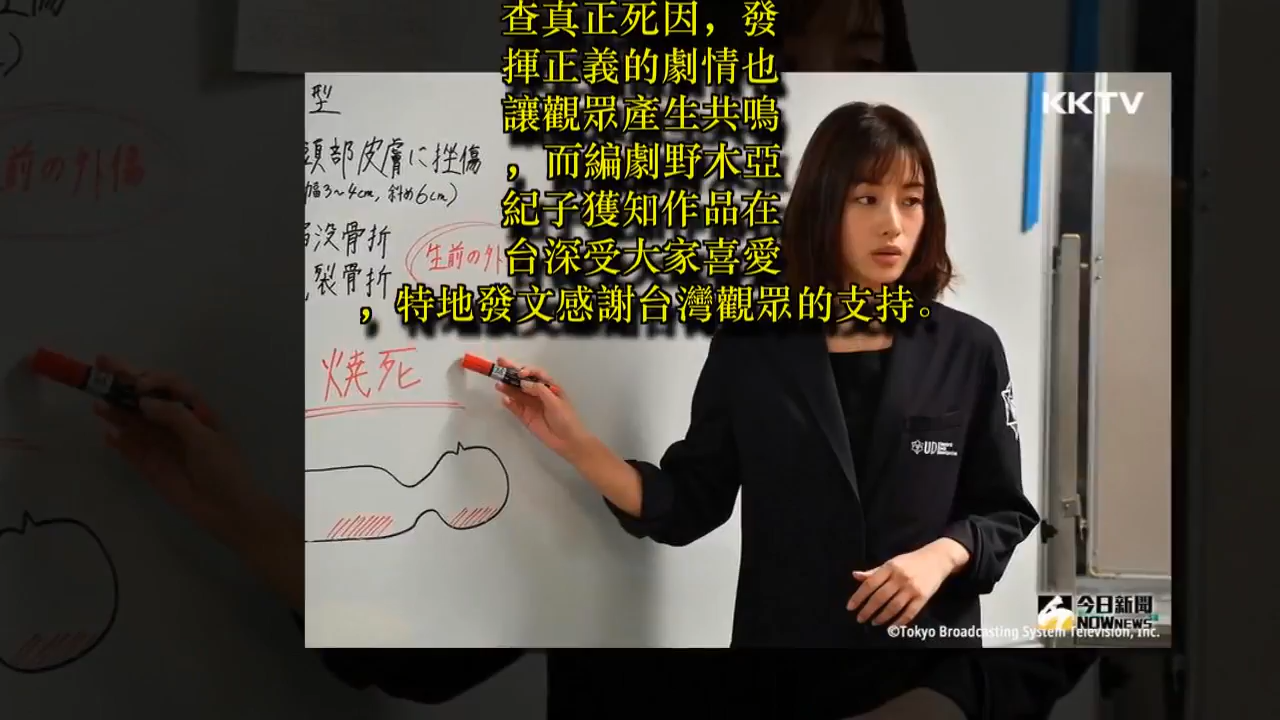 查真正死因，發
揮正義的劇情也
讓觀眾產生共鳴
，而編劇野木亞
紀子獲知作品在
台深受大家喜愛
，特地發文感謝台灣觀眾的支持。
KKTV
型
頭部皮膚に挫傷
幅3～4cm, 斜め6cm)
没骨折
裂骨折
生前の外
焼死
前の外傷
UDI
今日新聞
NOWNEWS
©Tokyo Broadcasting System Television, Inc.